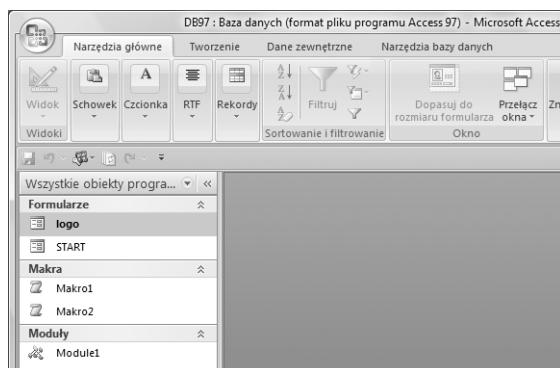 DB97 : Baza danych (format pliku programu Access 97) - Microsoft Access
Narzędzia główne Tworzenie Dane zewnętrzne Narzędzia bazy danych
Widok Schowek Czcionka RTF Rekordy Filtruj Dopasuj do rozmiaru formularza Przełącz okna
Widoki Sortowanie i filtrowanie Okno
Wszystkie obiekty progra...
Formularze
logo
START
Makra
Makro1
Makro2
Moduły
Module1